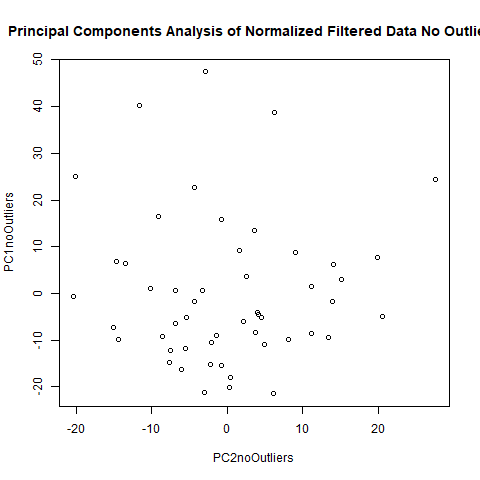 Principal Components Analysis of Normalized Filtered Data No Outlie
PC1noOutliers
50
40
30
20
10
0
-10
-20
-20 -10 0 10 20
PC2noOutliers